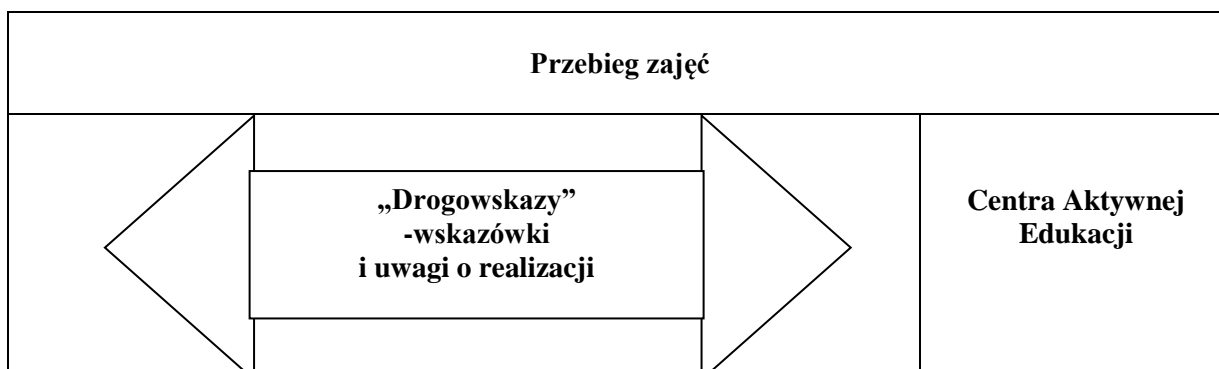 Przebieg zajęć
„Drogowskazy”
-wskazówki
i uwagi o realizacji
Centra Aktywnej
Edukacji